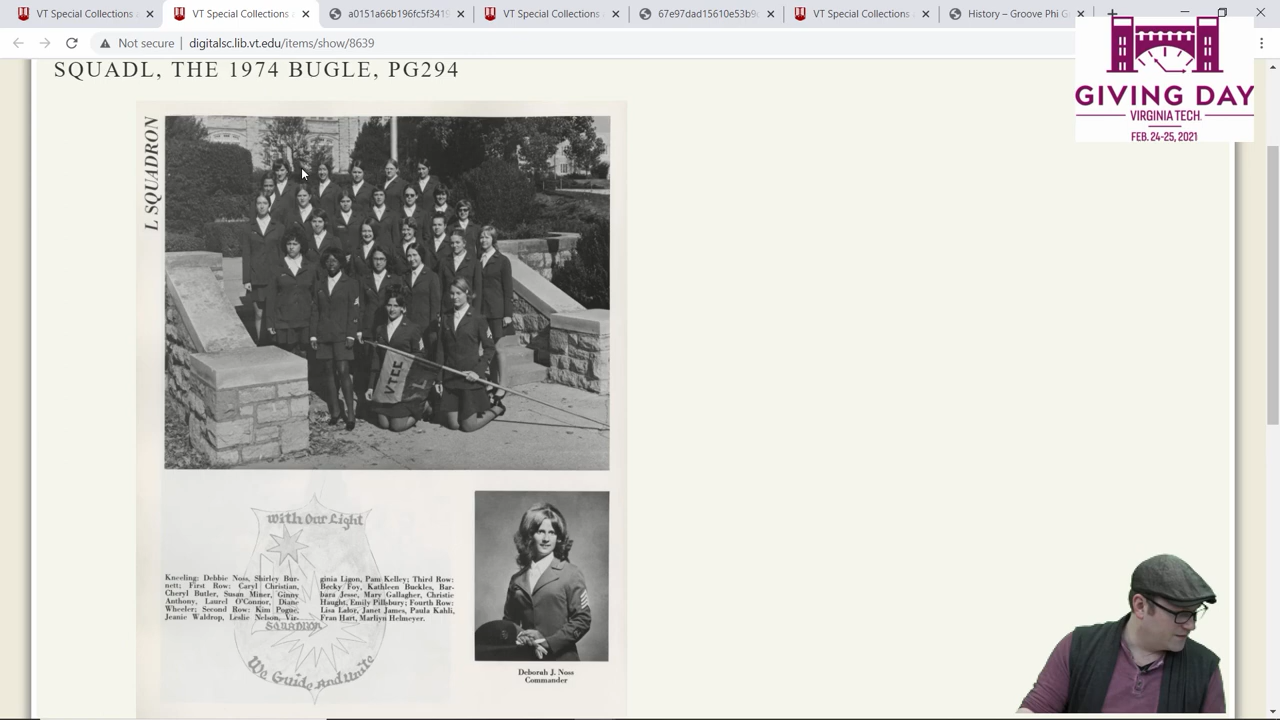 VT Special Collections
VT Special Collections
a0151a66b196f15f3419
VT Special Collections
67e97dad15610e53b9
VT Special Collections
History – Groove Phi G
Not secure
digitalsc.lib.vt.edu/items/show/8639
SQUADL, THE 1974 BUGLE, PG294
GIVING DAY
VIRGINIA TECH.
FEB. 24-25, 2021
L SQUADRON
VTCC
L
With Our Light
Kneeling: Debbie Noss, Shirley Bur-
nett; First Row: Caryl Christian,
Cheryl Butler, Susan Miner, Ginny
Anthony, Laurel O'Connor, Diane
Wheeler; Second Row: Kim Pogue,
Jeanie Waldrop, Leslie Nelson, Vir-
ginia Ligon, Pam Kelley; Third Row:
Becky Foy, Kathleen Buckles, Bar-
bara Jesse, Mary Gallagher, Christie
Haught, Emily Pillsbury; Fourth Row:
Lisa Lalor, Janet James, Paula Kahli,
Fran Hart, Marliyn Helmeyer.
SQUADRON
We Guide And Unite
Deborah J. Noss
Commander